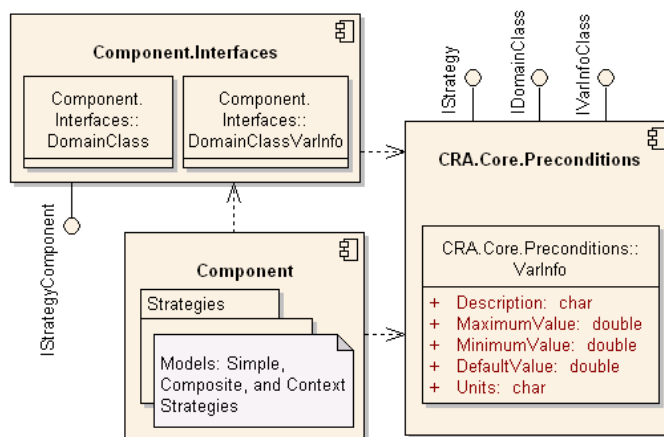 Component.Interfaces
Component.
Interfaces::
DomainClass
Component.
Interfaces::
DomainClassVarInfo
IStrategyComponent
IStrategy
IDomainClass
IVarInfoClass
CRA.Core.Preconditions
CRA.Core.Preconditions::
VarInfo
+ Description: char
+ MaximumValue: double
+ MinimumValue: double
+ DefaultValue: double
+ Units: char
Component
Strategies
Models: Simple,
Composite, and Context
Strategies